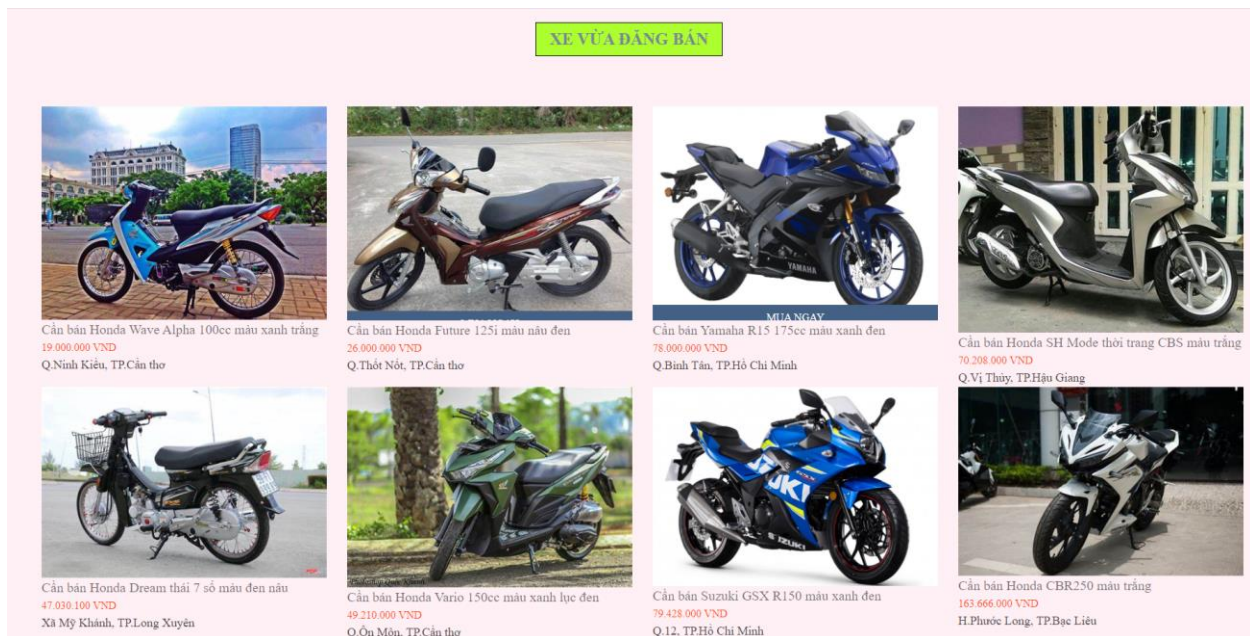 XE VỪA ĐĂNG BÁN
MUA NGAY
YAMAHA
Cần bán Honda Wave Alpha 100cc màu xanh trắng
19.000.000 VND
Q.Ninh Kiều, TP.Cần thơ
Cần bán Honda Future 125i màu nâu đen
26.000.000 VND
Q.Thốt Nốt, TP.Cần thơ
Cần bán Yamaha R15 175cc màu xanh đen
78.000.000 VND
Q.Bình Tân, TP.Hồ Chí Minh
Cần bán Honda SH Mode thời trang CBS màu trắng
70.208.000 VND
Q.Vị Thủy, TP.Hậu Giang
SUZUKI
Cần bán Honda Dream thái 7 số màu đen nâu
47.030.100 VND
Xã Mỹ Khánh, TP.Long Xuyên
Cần bán Honda Vario 150cc màu xanh lục đen
49.210.000 VND
Q.Ôn Môn, TP.Cần thơ
Cần bán Suzuki GSX R150 màu xanh đen
79.428.000 VND
Q.12, TP.Hồ Chí Minh
Cần bán Honda CBR250 màu trắng
163.666.000 VND
H.Phước Long, TP.Bạc Liêu